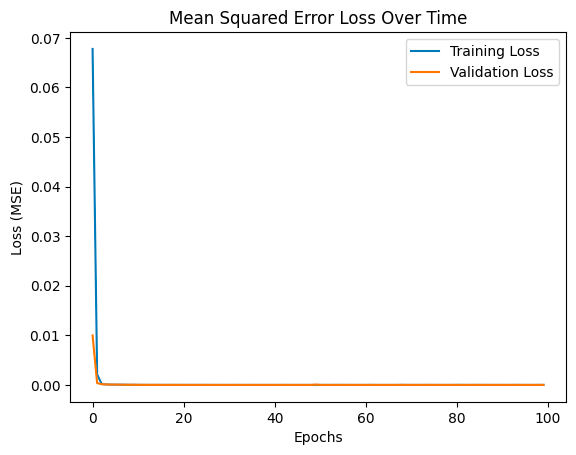 Mean Squared Error Loss Over Time
Training Loss
Validation Loss
Loss (MSE)
0.07
0.06
0.05
0.04
0.03
0.02
0.01
0.00
0
20
40
60
80
100
Epochs